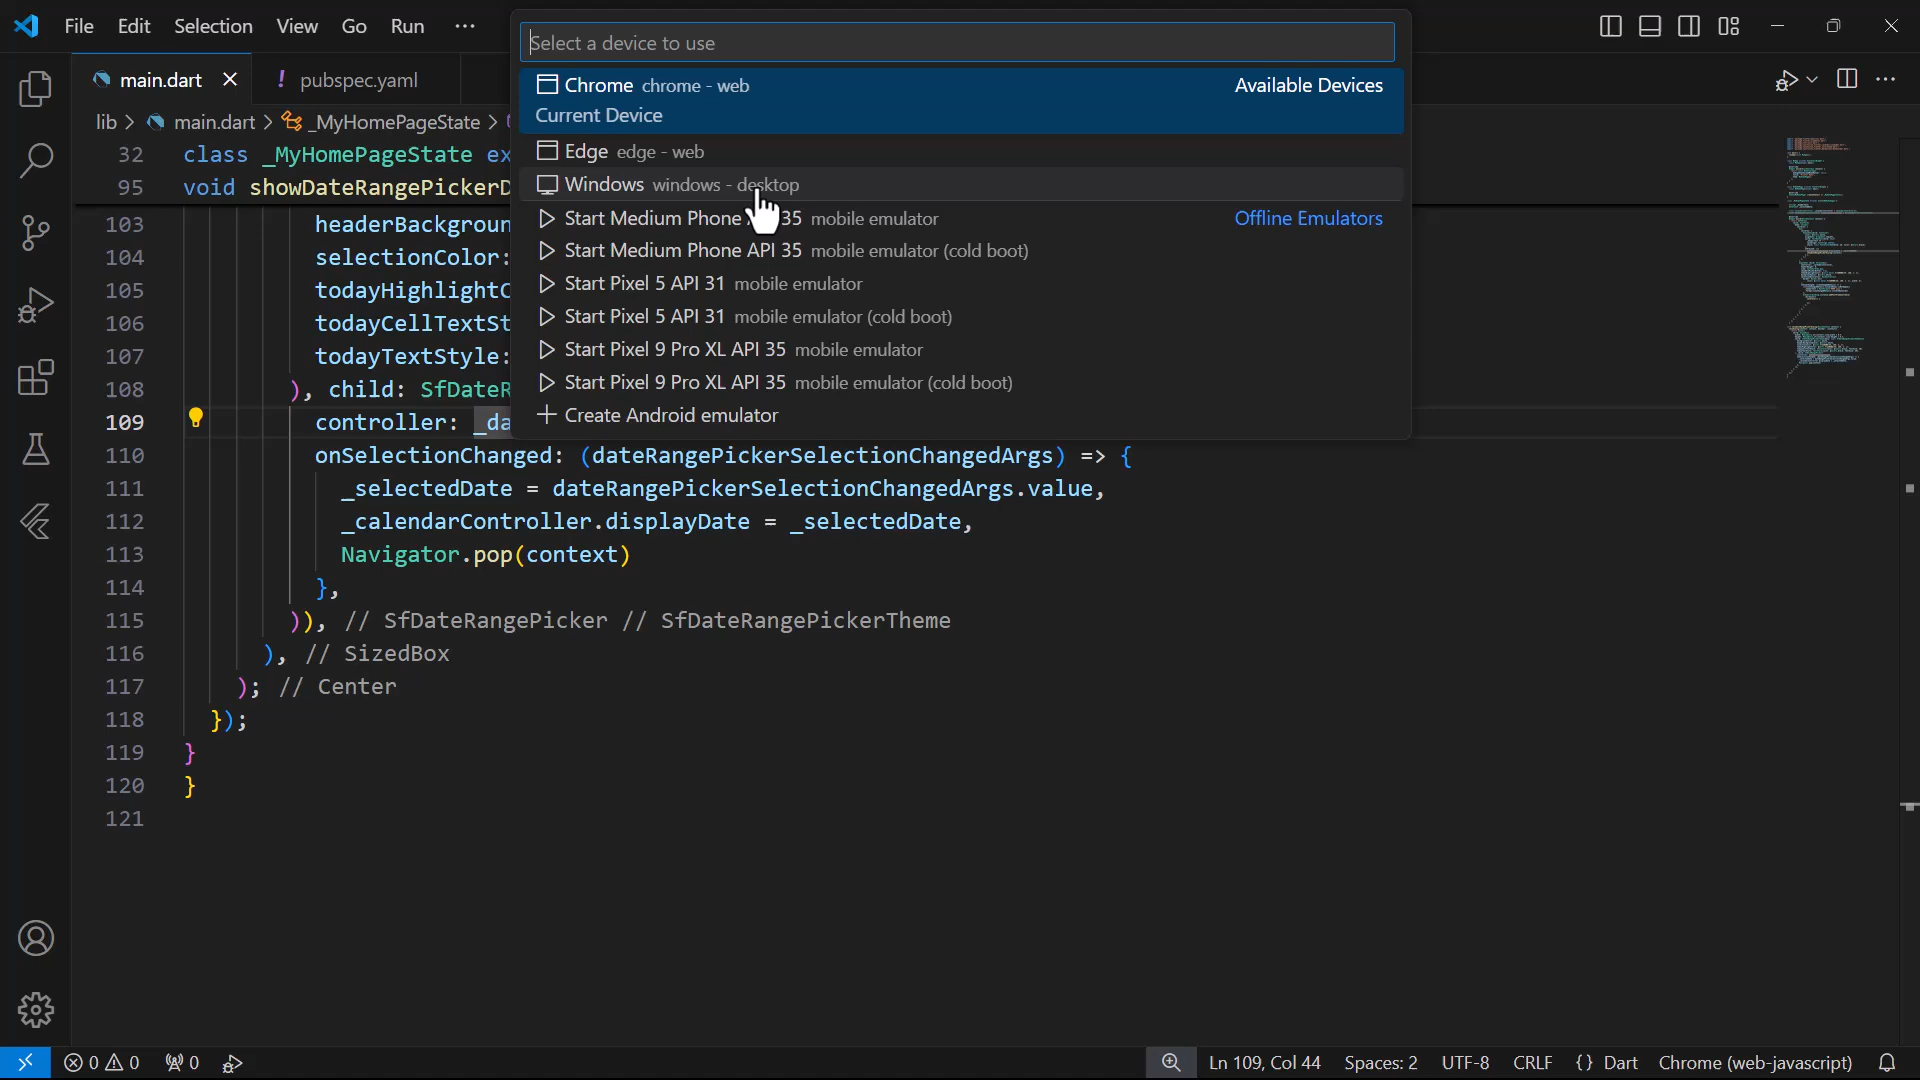 File Edit Selection View Go Run ···
Select a device to use
Chrome chrome - web Available Devices
Current Device
Edge edge - web
Windows windows - desktop
Start Medium Phone 35 mobile emulator Offline Emulators
Start Medium Phone API 35 mobile emulator (cold boot)
Start Pixel 5 API 31 mobile emulator
Start Pixel 5 API 31 mobile emulator (cold boot)
Start Pixel 9 Pro XL API 35 mobile emulator
Start Pixel 9 Pro XL API 35 mobile emulator (cold boot)
Create Android emulator
main.dart ! pubspec.yaml
lib > main.dart > _MyHomePageState >
32 class _MyHomePageState ex
95 void showDateRangePickerD
103 headerBackgroun
104 selectionColor:
105 todayHighlightC
106 todayCellTextSt
107 todayTextStyle:
108 ), child: SfDateR
109 controller: _da
110 onSelectionChanged: (dateRangePickerSelectionChangedArgs) => {
111 _selectedDate = dateRangePickerSelectionChangedArgs.value,
112 _calendarController.displayDate = _selectedDate,
113 Navigator.pop(context)
114 },
115 )), // SfDateRangePicker // SfDateRangePickerTheme
116 ), // SizedBox
117 ); // Center
118 });
119 }
120 }
121
0 0 0 Ln 109, Col 44 Spaces: 2 UTF-8 CRLF {} Dart Chrome (web-javascript)